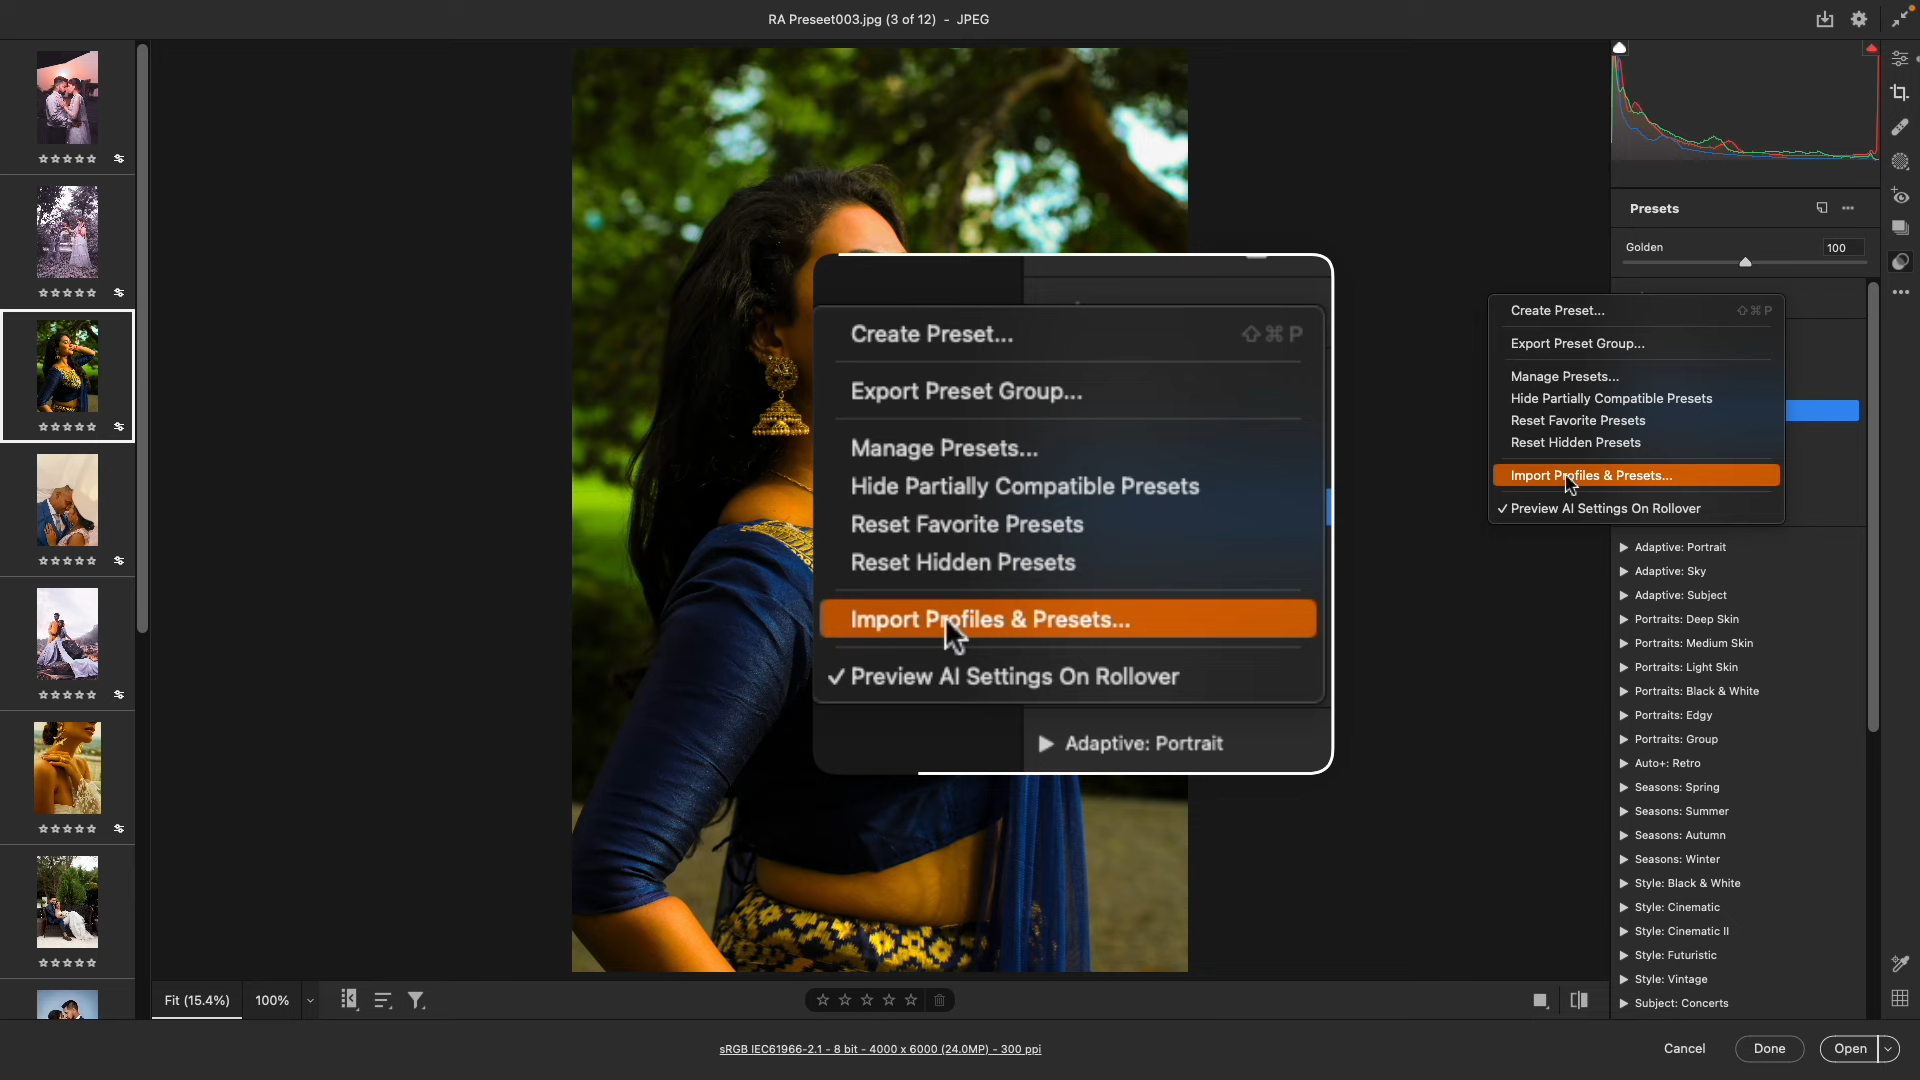 RA Preseet003.jpg (3 of 12) - JPEG
Presets
Golden
100
Create Preset... ⇧⌘P
Export Preset Group...
Manage Presets...
Hide Partially Compatible Presets
Reset Favorite Presets
Reset Hidden Presets
Import Profiles & Presets...
✓ Preview AI Settings On Rollover
Adaptive: Portrait
Create Preset... ⇧⌘P
Export Preset Group...
Manage Presets...
Hide Partially Compatible Presets
Reset Favorite Presets
Reset Hidden Presets
Import Profiles & Presets...
✓ Preview AI Settings On Rollover
Adaptive: Portrait
Adaptive: Sky
Adaptive: Subject
Portraits: Deep Skin
Portraits: Medium Skin
Portraits: Light Skin
Portraits: Black & White
Portraits: Edgy
Portraits: Group
Auto+: Retro
Seasons: Spring
Seasons: Summer
Seasons: Autumn
Seasons: Winter
Style: Black & White
Style: Cinematic
Style: Cinematic II
Style: Futuristic
Style: Vintage
Subject: Concerts
Fit (15.4%) 100%
sRGB IEC61966-2.1 - 8 bit - 4000 x 6000 (24.0MP) - 300 ppi
Cancel Done Open